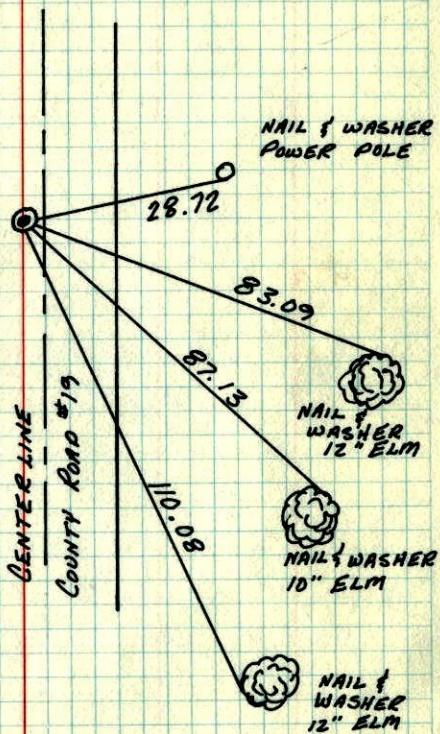 NAIL & WASHER
POWER POLE
28.72
83.09
NAIL &
WASHER
12" ELM
87.13
NAIL & WASHER
10" ELM
110.08
NAIL &
WASHER
12" ELM
CENTER LINE
COUNTY ROAD #19